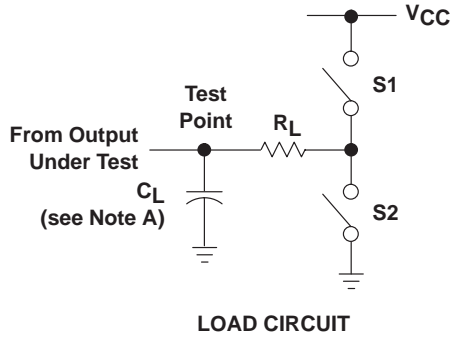 VCC
S1
Test
Point
RL
From Output
Under Test
CL
(see Note A)
S2
LOAD CIRCUIT